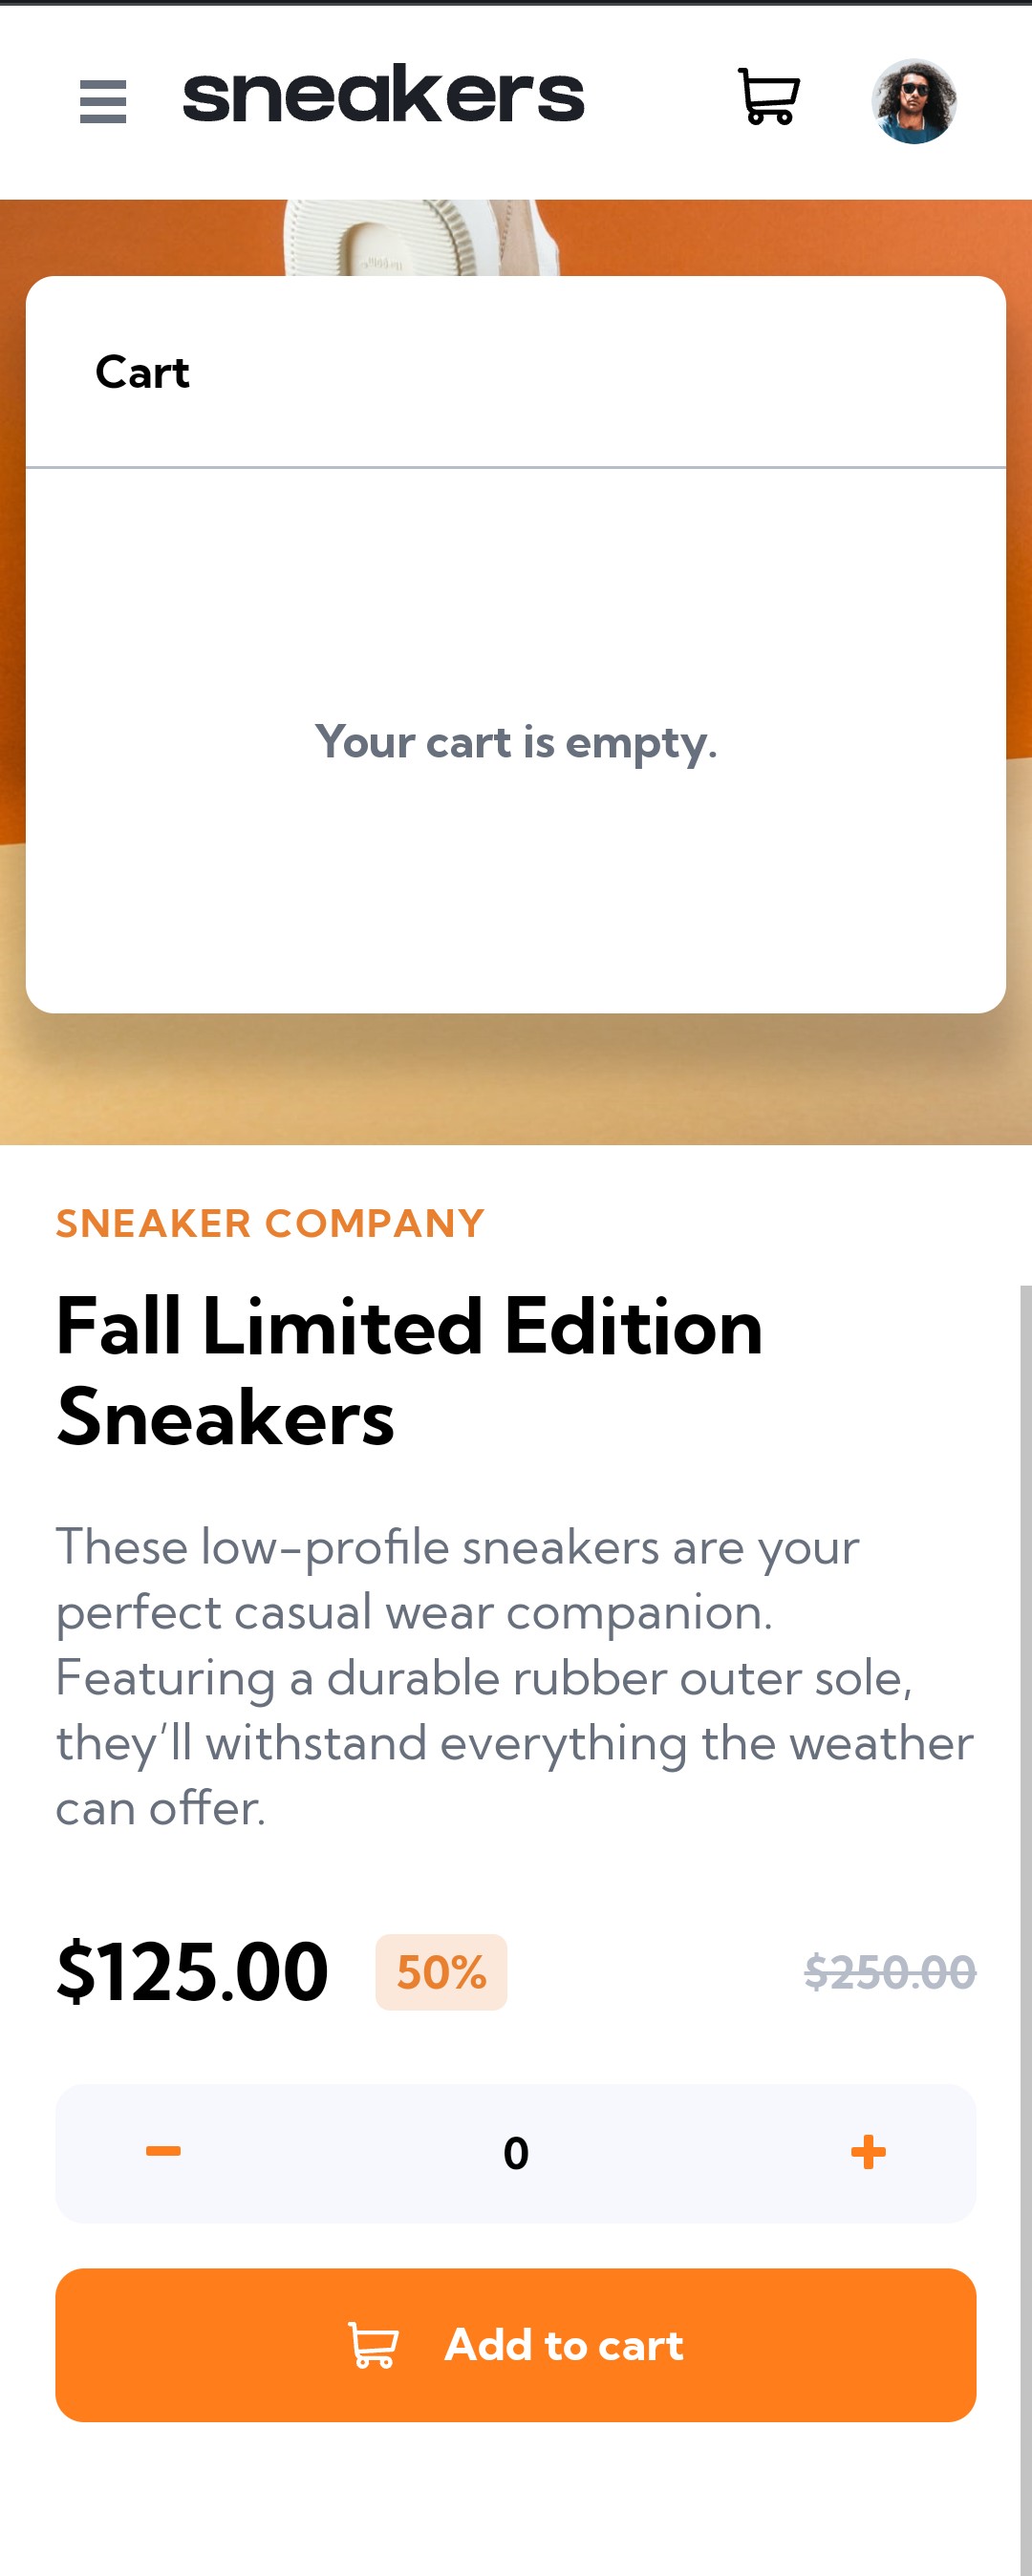 sneakers
Cart
Your cart is empty.
SNEAKER COMPANY
Fall Limited Edition
Sneakers
These low-profile sneakers are your
perfect casual wear companion.
Featuring a durable rubber outer sole,
they’ll withstand everything the weather
can offer.
$125.00 50% $250.00
0
Add to cart